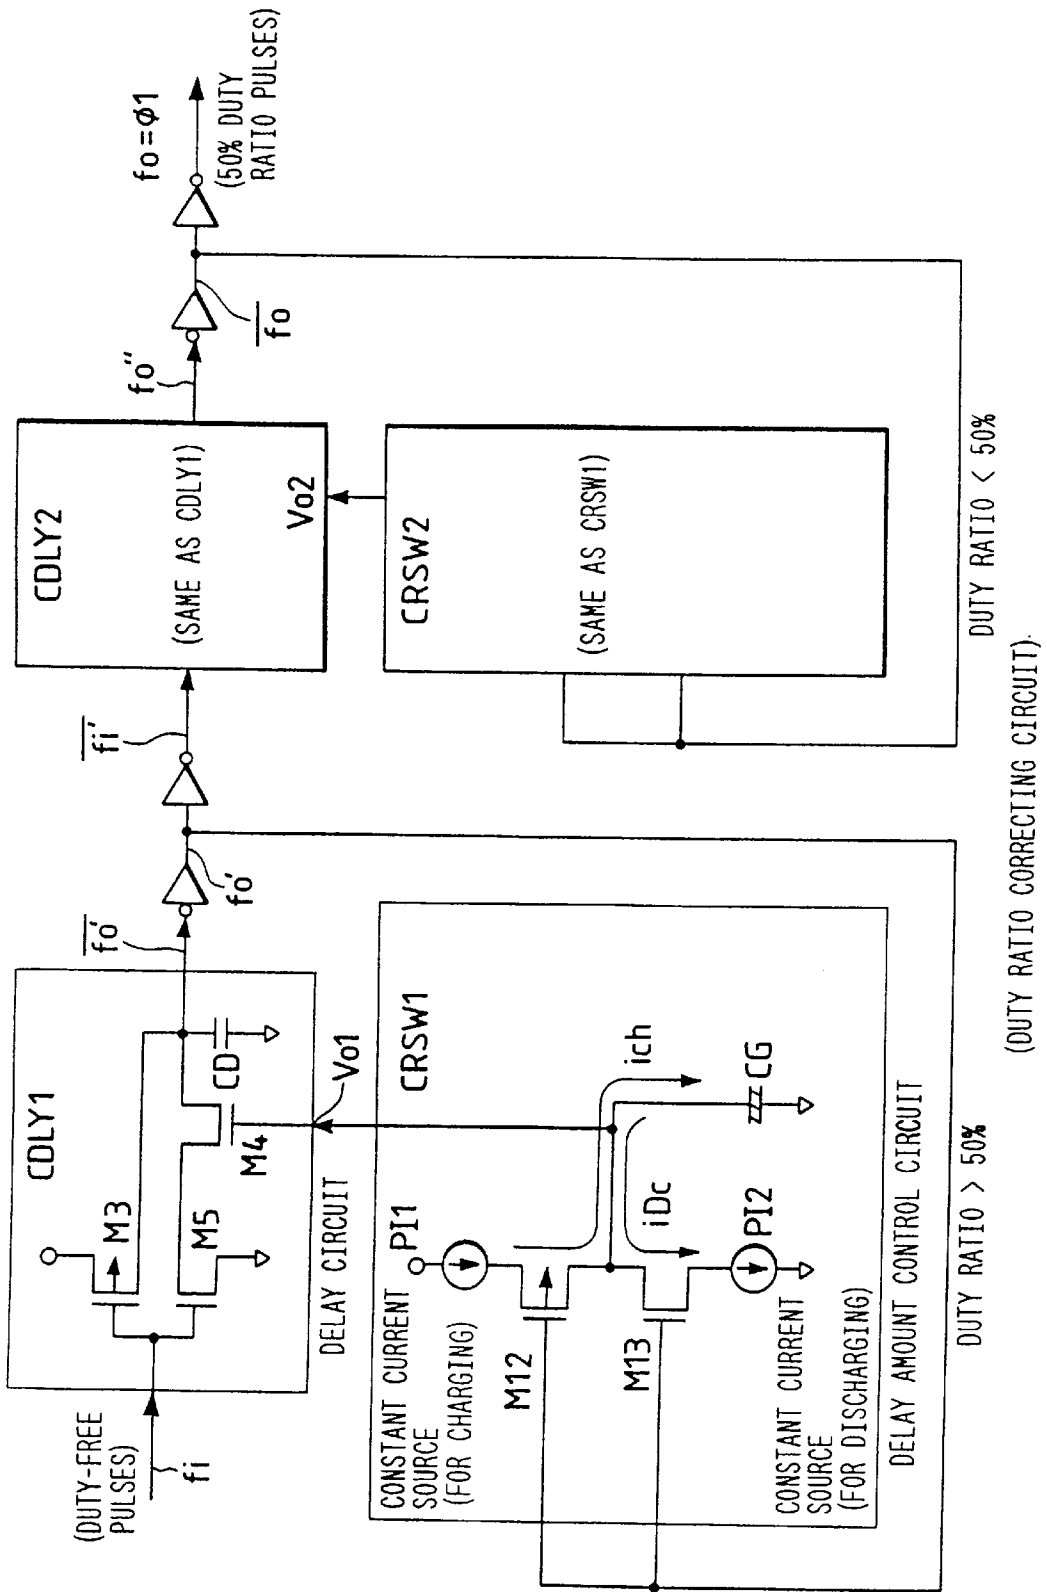 (DUTY-FREE
PULSES)
fi
CDLY1
M3
M5
M4
CD
DELAY CIRCUIT
Vo1
fo'
fo'
fi'
CDLY2
(SAME AS CDLY1)
Vo2
fo"
fo
fo=ø1
(50% DUTY
RATIO PULSES)
CRSW1
CONSTANT CURRENT
SOURCE
(FOR CHARGING)
PI1
M12
M13
ich
iDc
CG
PI2
CONSTANT CURRENT
SOURCE
(FOR DISCHARGING)
DELAY AMOUNT CONTROL CIRCUIT
DUTY RATIO > 50%
CRSW2
(SAME AS CRSW1)
DUTY RATIO < 50%
(DUTY RATIO CORRECTING CIRCUIT).